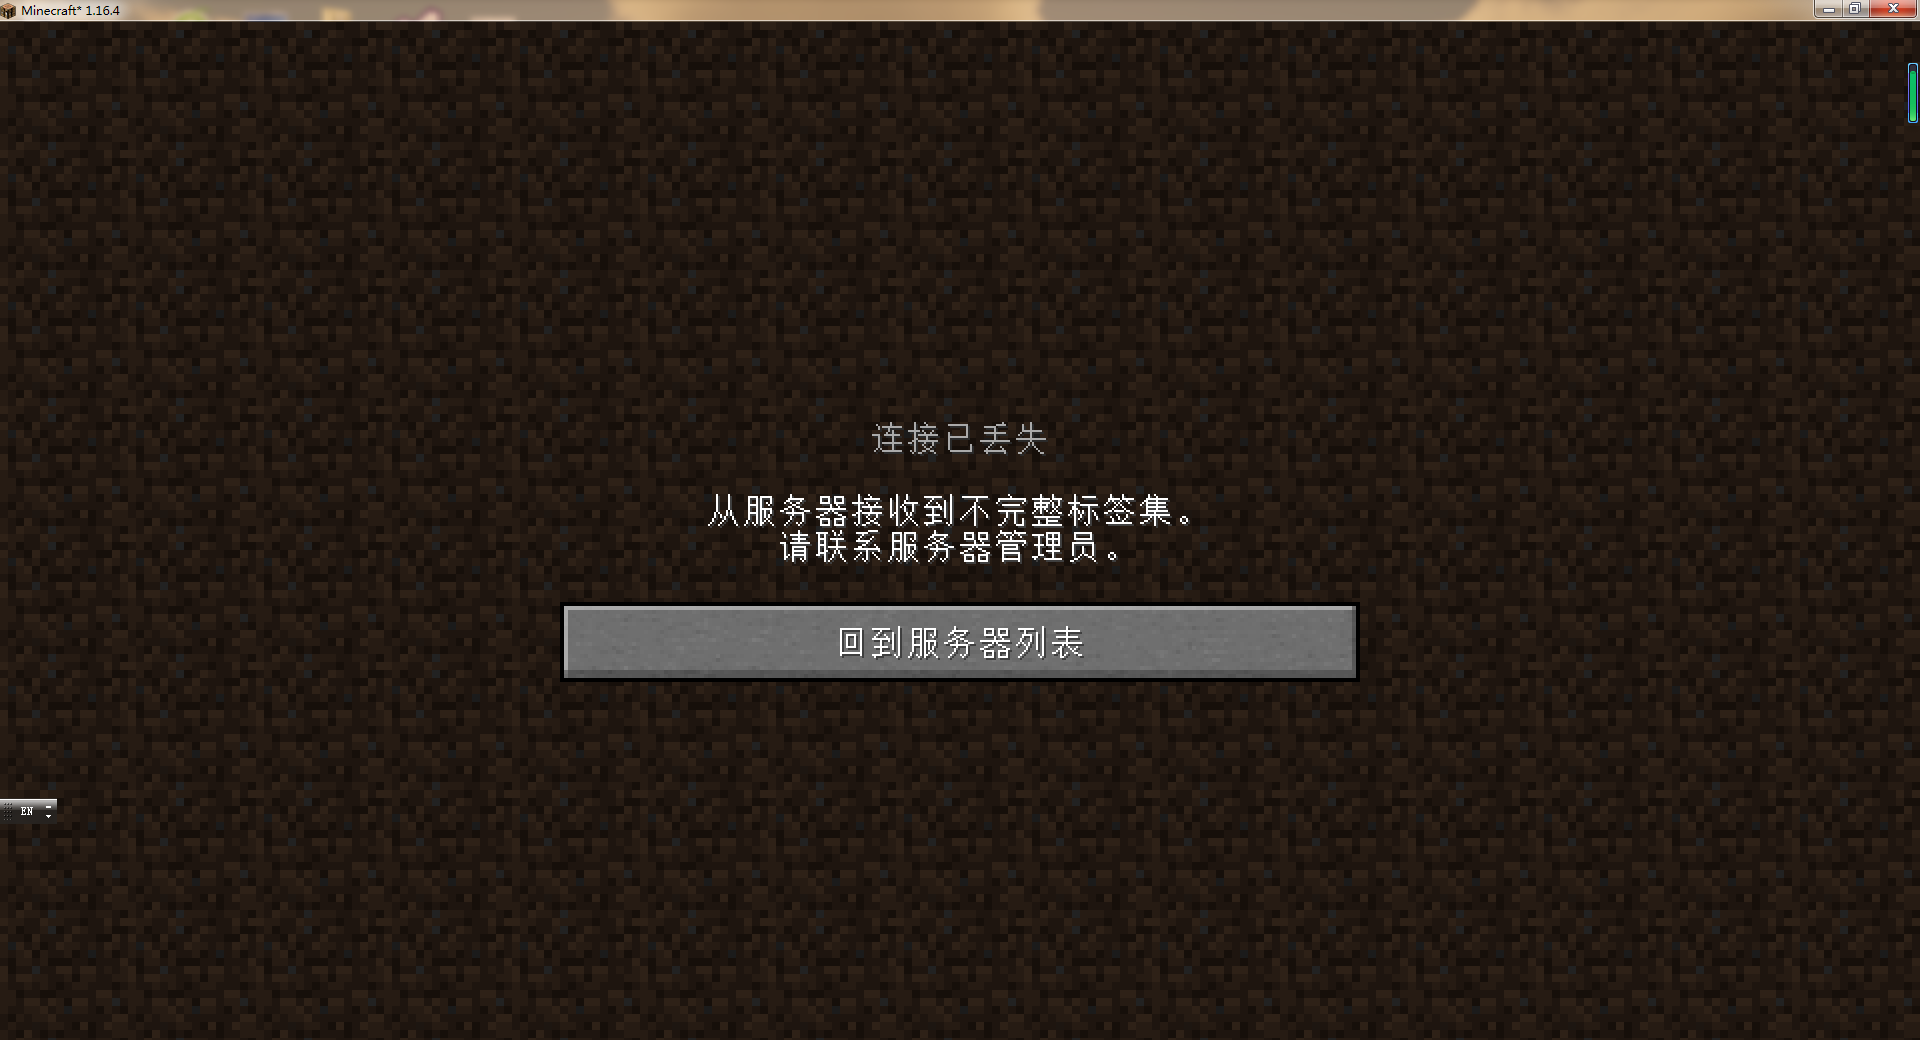 Minecraft* 1.16.4
连接已丢失
从服务器接收到不完整标签集。
请联系服务器管理员。
回到服务器列表
EN